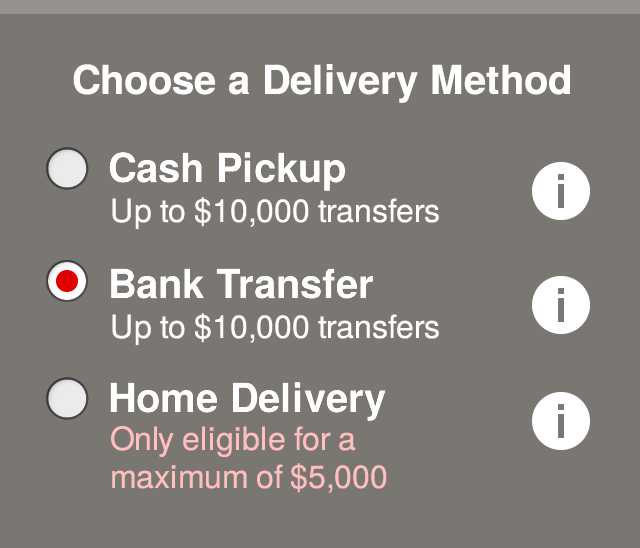 Choose a Delivery Method
Cash Pickup
Up to $10,000 transfers
i
Bank Transfer
Up to $10,000 transfers
i
Home Delivery
Only eligible for a
maximum of $5,000
i